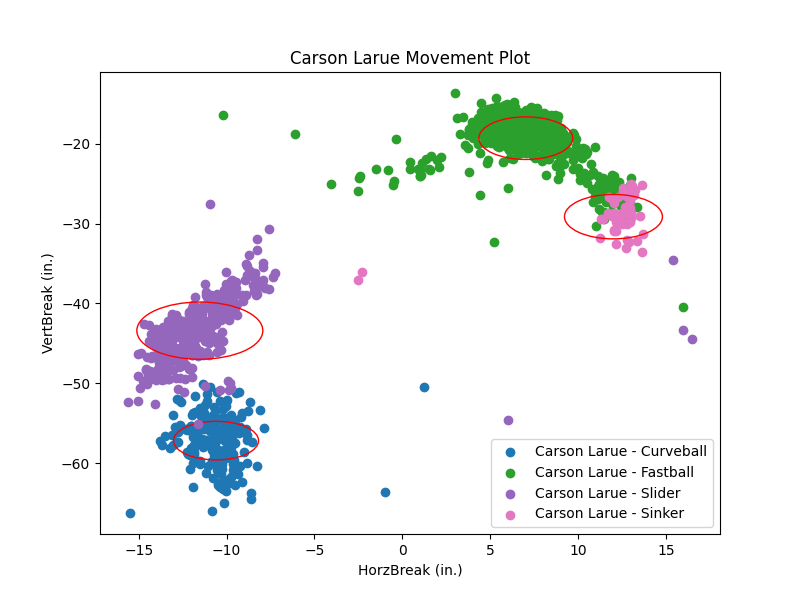 Carson Larue Movement Plot
VertBreak (in.)
−20
−30
−40
−50
−60
Carson Larue - Curveball
Carson Larue - Fastball
Carson Larue - Slider
Carson Larue - Sinker
−15
−10
−5
0
5
10
15
HorzBreak (in.)